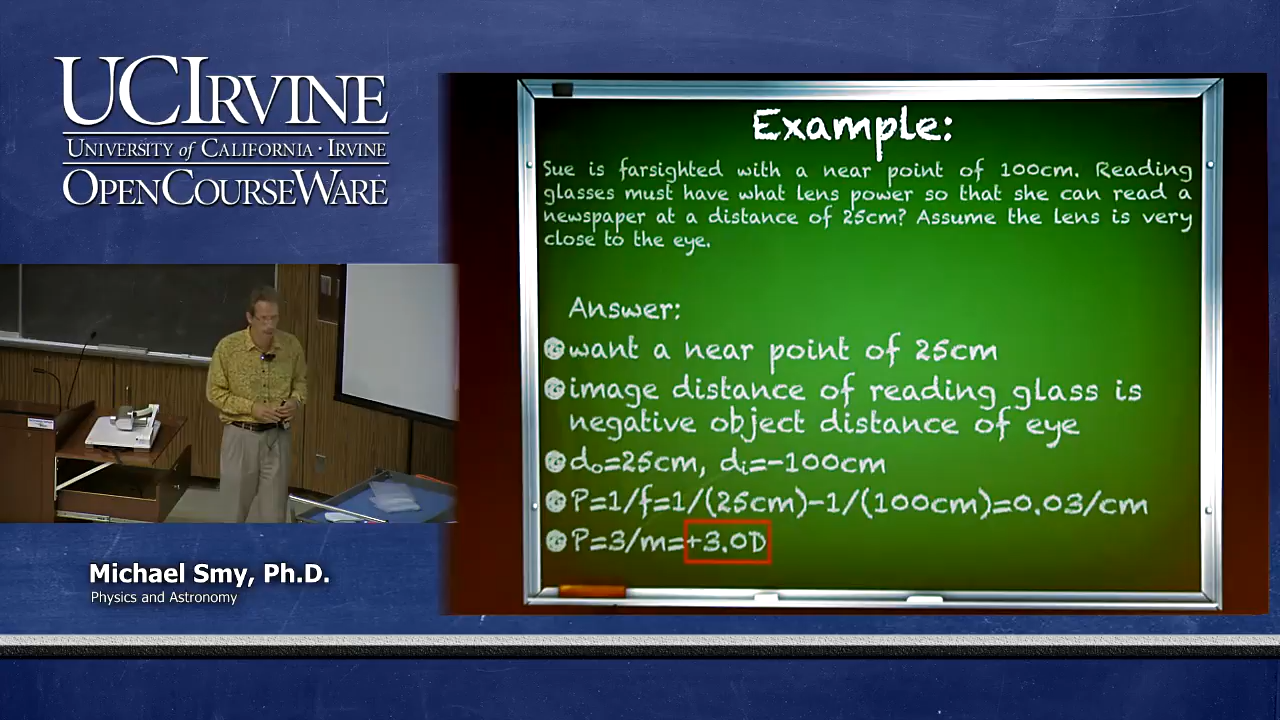 UCIRVINE
UNIVERSITY of CALIFORNIA · IRVINE
OPENCOURSEWARE
Example:
Sue is farsighted with a near point of 100cm. Reading
glasses must have what lens power so that she can read a
newspaper at a distance of 25cm? Assume the lens is very
close to the eye.
Answer:
want a near point of 25cm
image distance of reading glass is
negative object distance of eye
do=25cm, di=-100cm
P=1/f=1/(25cm)-1/(100cm)=0.03/cm
P=3/m=+3.0D
Michael Smy, Ph.D.
Physics and Astronomy